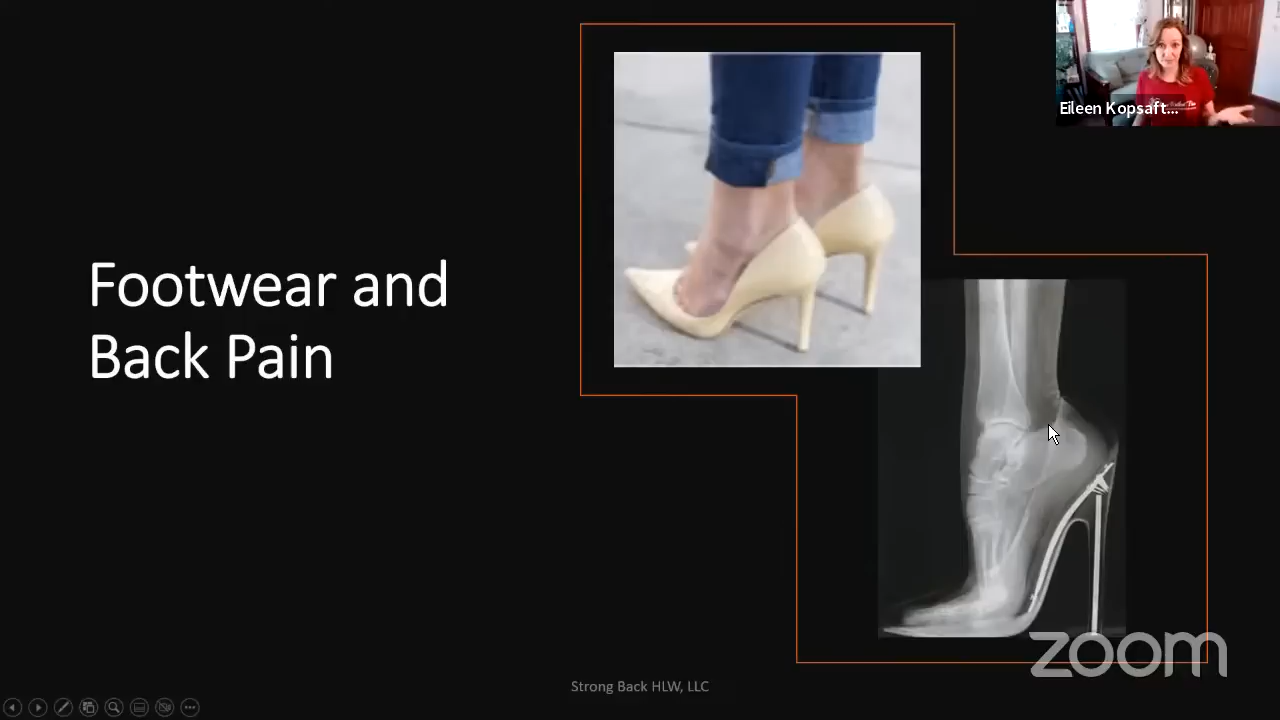 Eileen Kopsaft...
Footwear and
Back Pain
zoom
Strong Back HLW, LLC